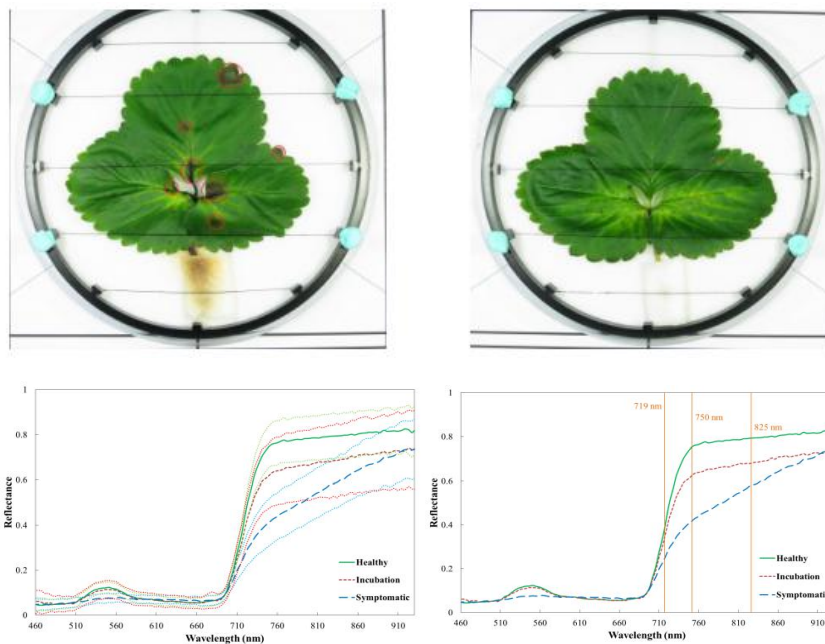 1
0.8
0.6
0.4
0.2
0
Reflectance
460 510 560 610 660 710 760 810 860 910
Wavelength (nm)
Healthy
Incubation
Symptomatic
1
0.8
0.6
0.4
0.2
0
Reflectance
719 nm
750 nm
825 nm
460 510 560 610 660 710 760 810 860 910
Wavelength (nm)
Healthy
Incubation
Symptomatic